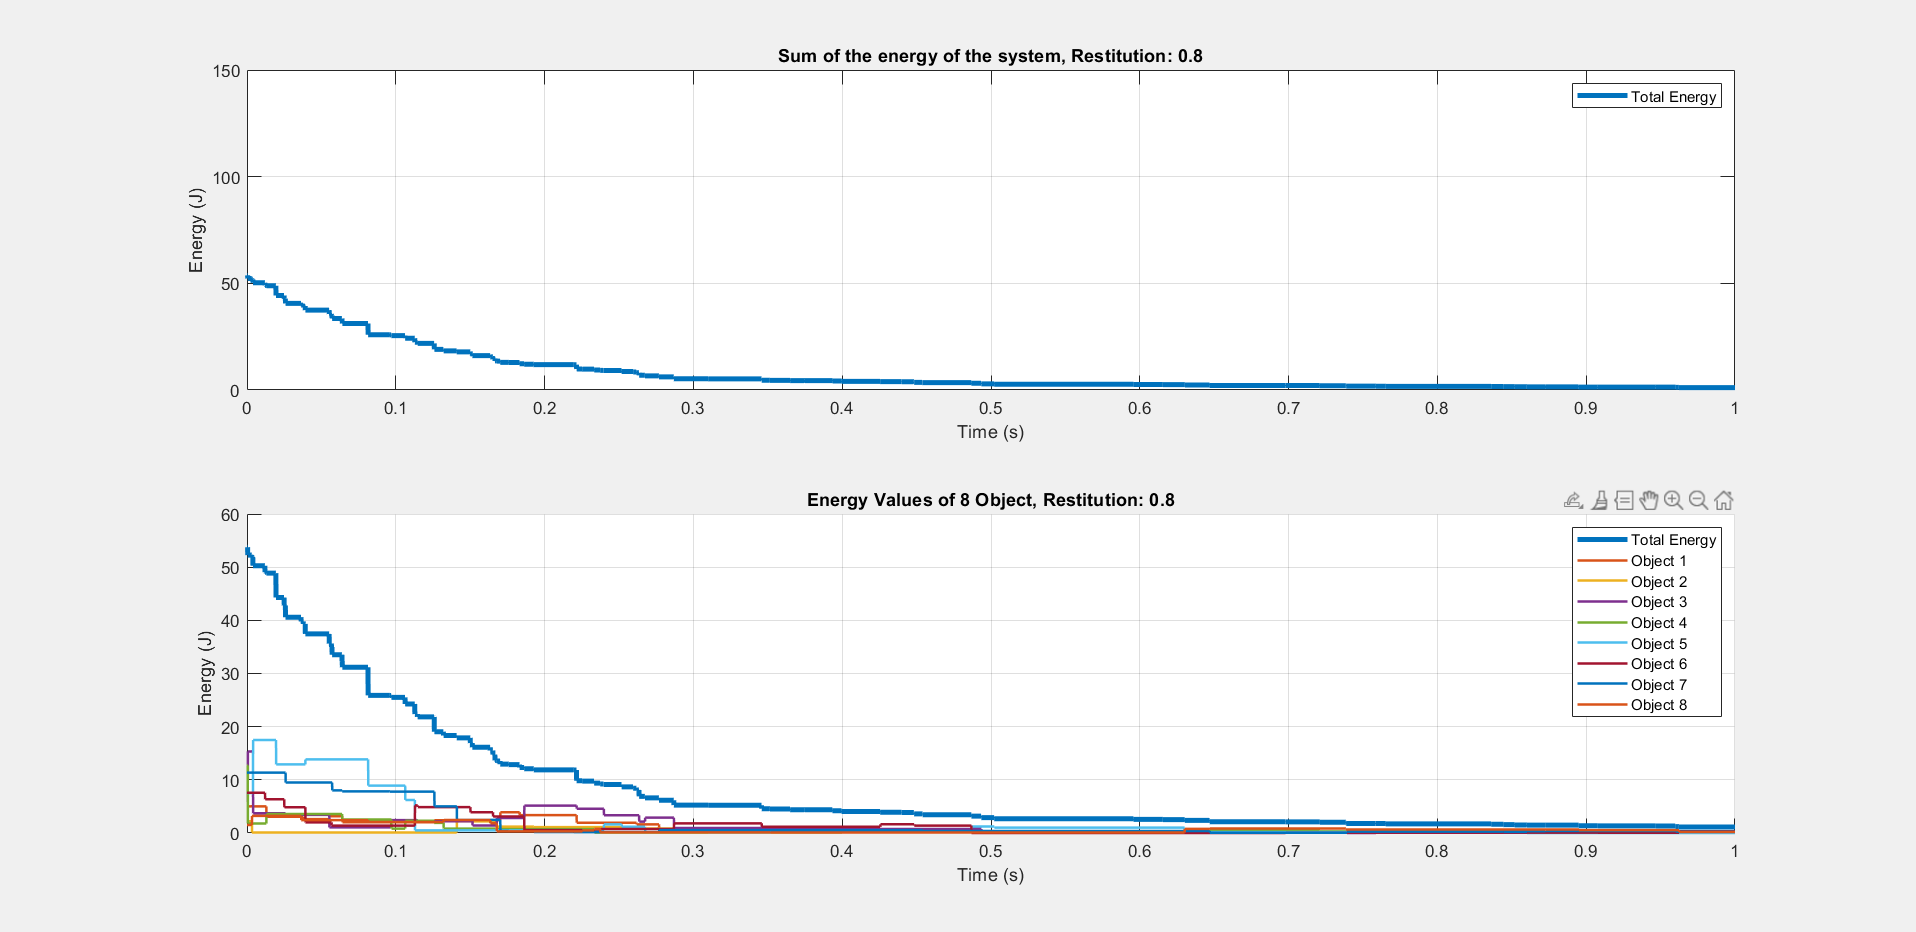 Sum of the energy of the system, Restitution: 0.8
150
100
50
0
Energy (J)
Total Energy
0 0.1 0.2 0.3 0.4 0.5 0.6 0.7 0.8 0.9 1
Time (s)
Energy Values of 8 Object, Restitution: 0.8
60
50
40
30
20
10
0
Energy (J)
Total Energy
Object 1
Object 2
Object 3
Object 4
Object 5
Object 6
Object 7
Object 8
0 0.1 0.2 0.3 0.4 0.5 0.6 0.7 0.8 0.9 1
Time (s)